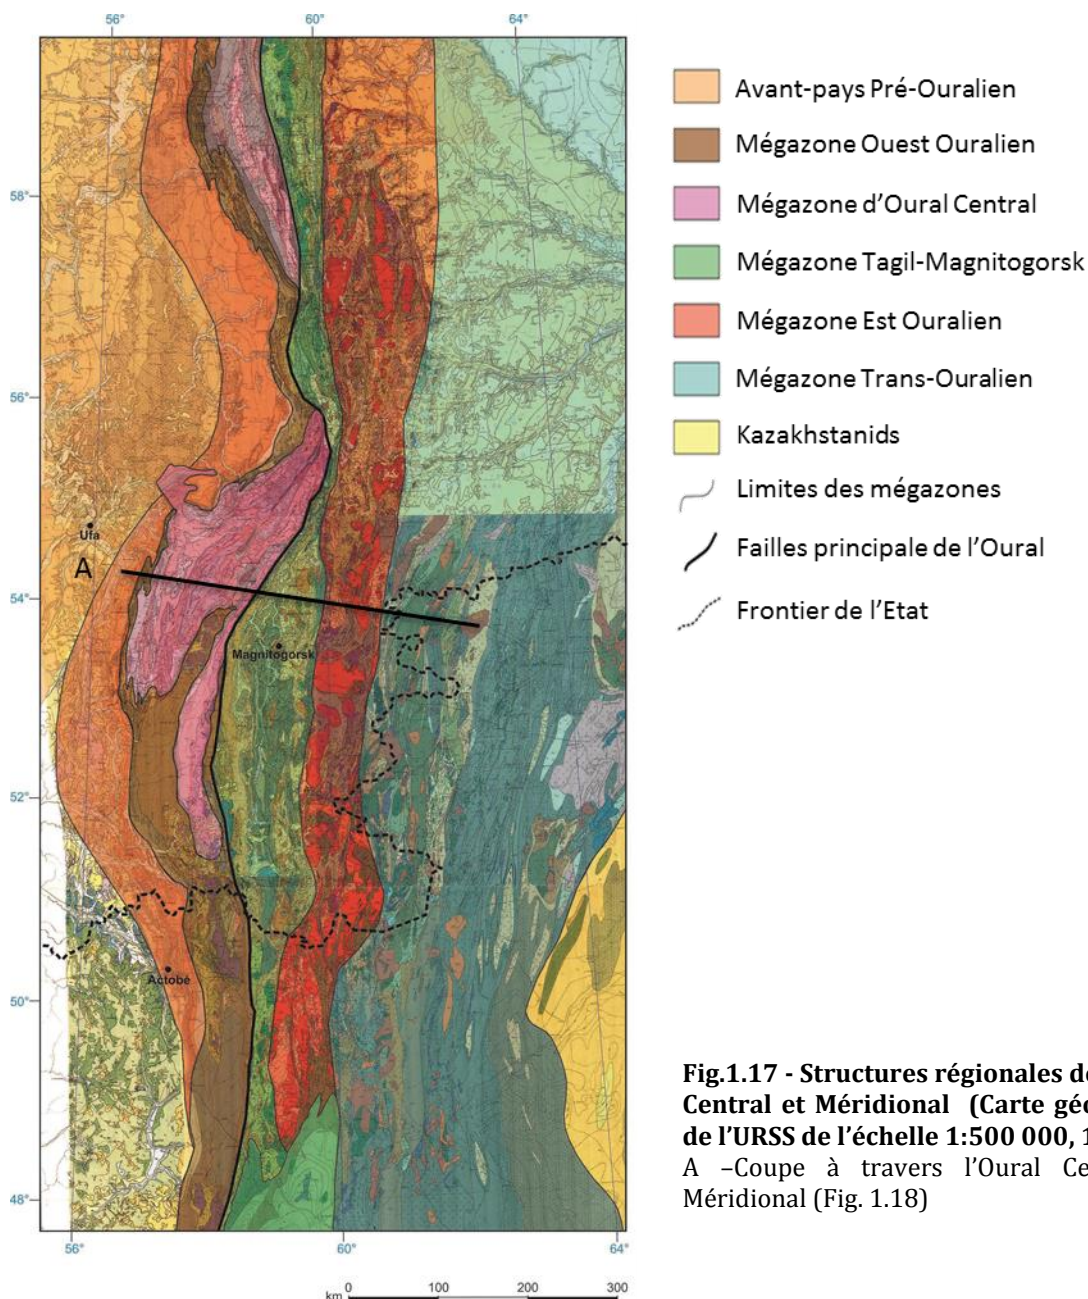 56°
60°
64°
58°
56°
54°
52°
50°
48°
Ufa
A
Magnitogorsk
Actobé
56°
60°
64°
km 0 100 200 300
Avant-pays Pré-Ouralien
Mégazone Ouest Ouralien
Mégazone d'Oural Central
Mégazone Tagil-Magnitogorsk
Mégazone Est Ouralien
Mégazone Trans-Ouralien
Kazakhstanids
Limites des mégazones
Failles principale de l'Oural
Frontier de l'Etat
Fig.1.17 - Structures régionales de
Central et Méridional (Carte géo
de l'URSS de l'échelle 1:500 000, 1
A –Coupe à travers l'Oural Ce
Méridional (Fig. 1.18)